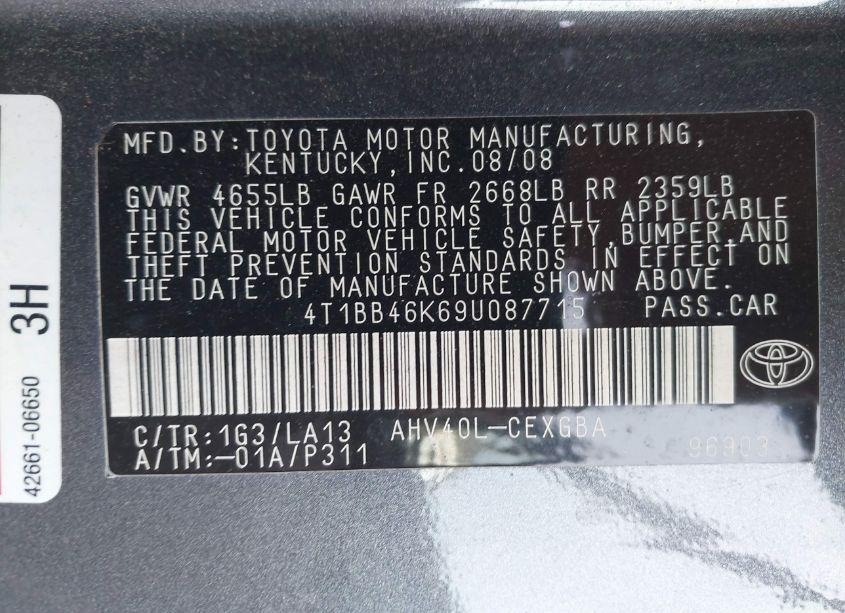 MFD.BY:TOYOTA MOTOR MANUFACTURING,
KENTUCKY,INC.08/08
GVWR 4655LB GAWR FR 2668LB RR 2359LB
THIS VEHICLE CONFORMS TO ALL APPLICABLE
FEDERAL MOTOR VEHICLE SAFETY,BUMPER,AND
THEFT PREVENTION STANDARDS IN EFFECT ON
THE DATE OF MANUFACTURE SHOWN ABOVE.
4T1BB46K69U087715 PASS.CAR
C/TR:1G3/LA13 AHV40L-CEXGBA
A/TM:-01A/P311 96903
3H
42661-06650